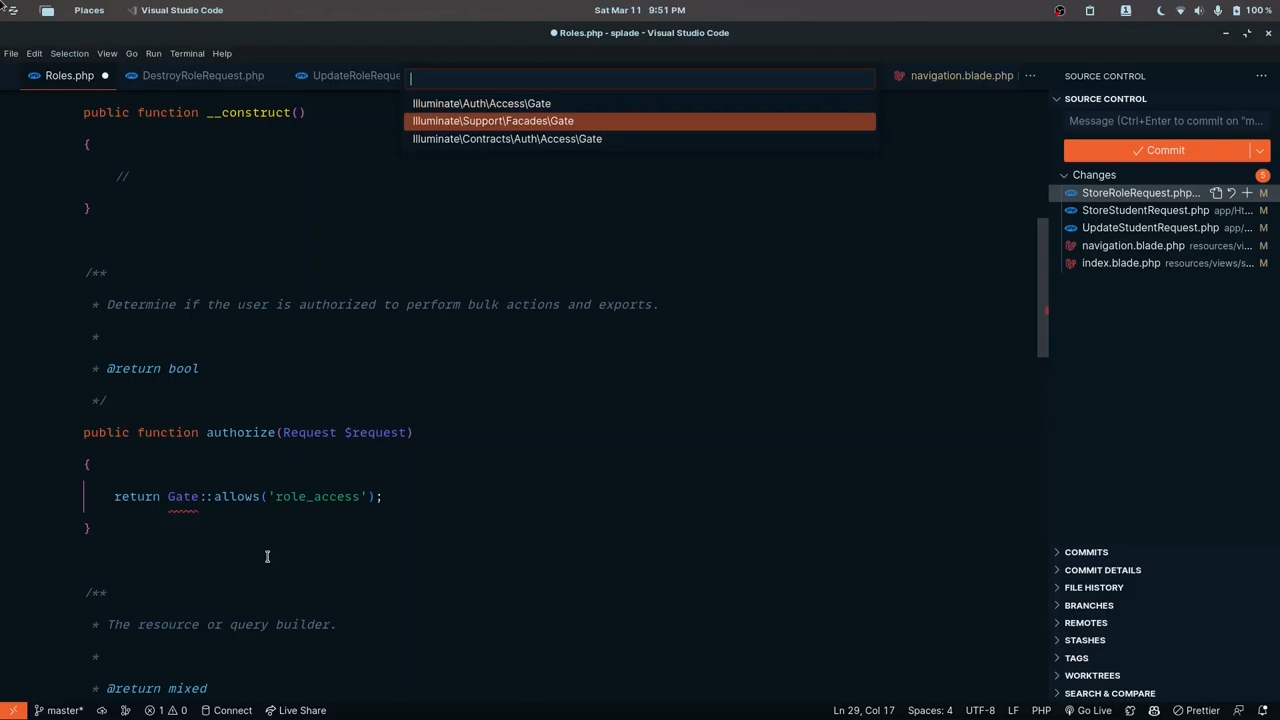 Places
Visual Studio Code
Sat Mar 11 9:51 PM
100 %
Roles.php - splade - Visual Studio Code
File Edit Selection View Go Run Terminal Help
Roles.php
DestroyRoleRequest.php
UpdateRoleReque
navigation.blade.php
Illuminate\Auth\Access\Gate
Illuminate\Support\Facades\Gate
Illuminate\Contracts\Auth\Access\Gate
public function __construct()
{
//
}
/**
* Determine if the user is authorized to perform bulk actions and exports.
*
* @return bool
*/
public function authorize(Request $request)
{
return Gate::allows('role_access');
}
/**
* The resource or query builder.
*
* @return mixed
SOURCE CONTROL
SOURCE CONTROL
Message (Ctrl+Enter to commit on "m...
Commit
Changes 5
StoreRoleRequest.php... M
StoreStudentRequest.php app/Ht... M
UpdateStudentRequest.php app/... M
navigation.blade.php resources/vi... M
index.blade.php resources/views/s... M
COMMITS
COMMIT DETAILS
FILE HISTORY
BRANCHES
REMOTES
STASHES
TAGS
WORKTREES
SEARCH & COMPARE
master*
1 0
Connect
Live Share
Ln 29, Col 17
Spaces: 4
UTF-8
LF
PHP
Go Live
Prettier